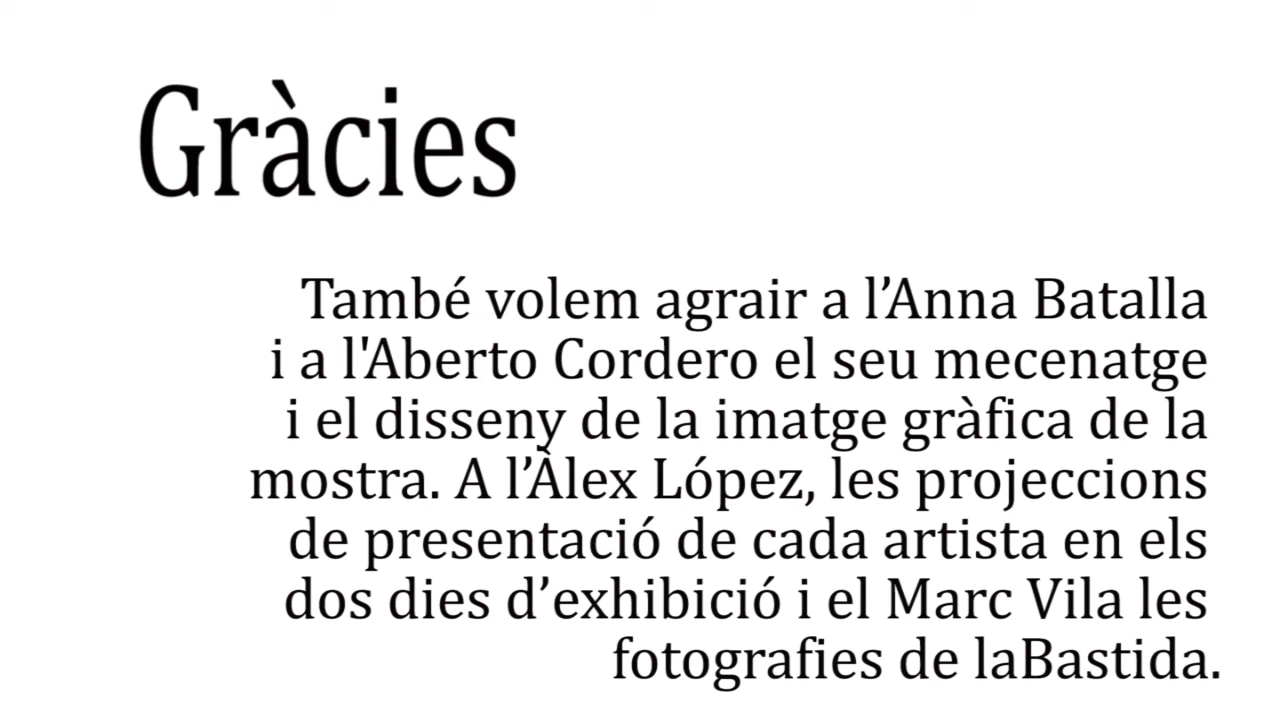 Gràcies
També volem agrair a l’Anna Batalla
i a l'Aberto Cordero el seu mecenatge
i el disseny de la imatge gràfica de la
mostra. A l’Àlex López, les projeccions
de presentació de cada artista en els
dos dies d’exhibició i el Marc Vila les
fotografies de laBastida.